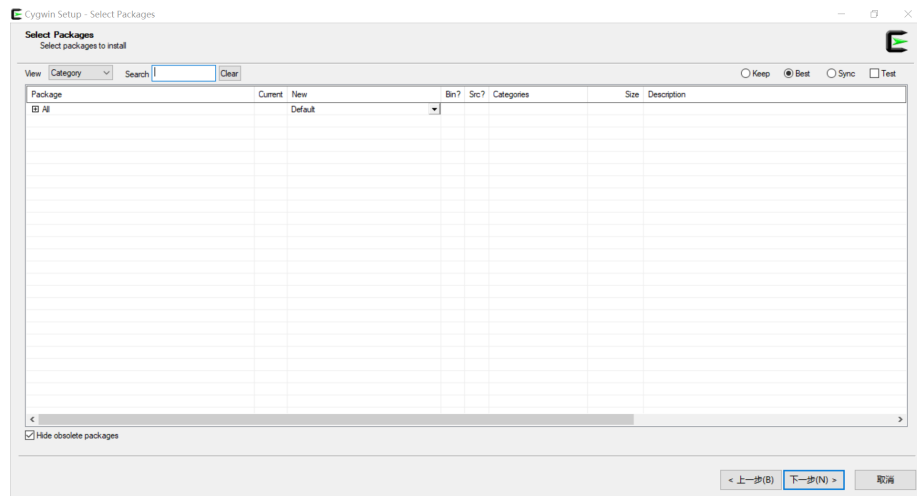 Cygwin Setup - Select Packages
Select Packages
Select packages to install
View Category Search Clear Keep Best Sync Test
Package Current New Bin? Src? Categories Size Description
All Default
Hide obsolete packages
< 上一步(B) 下一步(N) > 取消